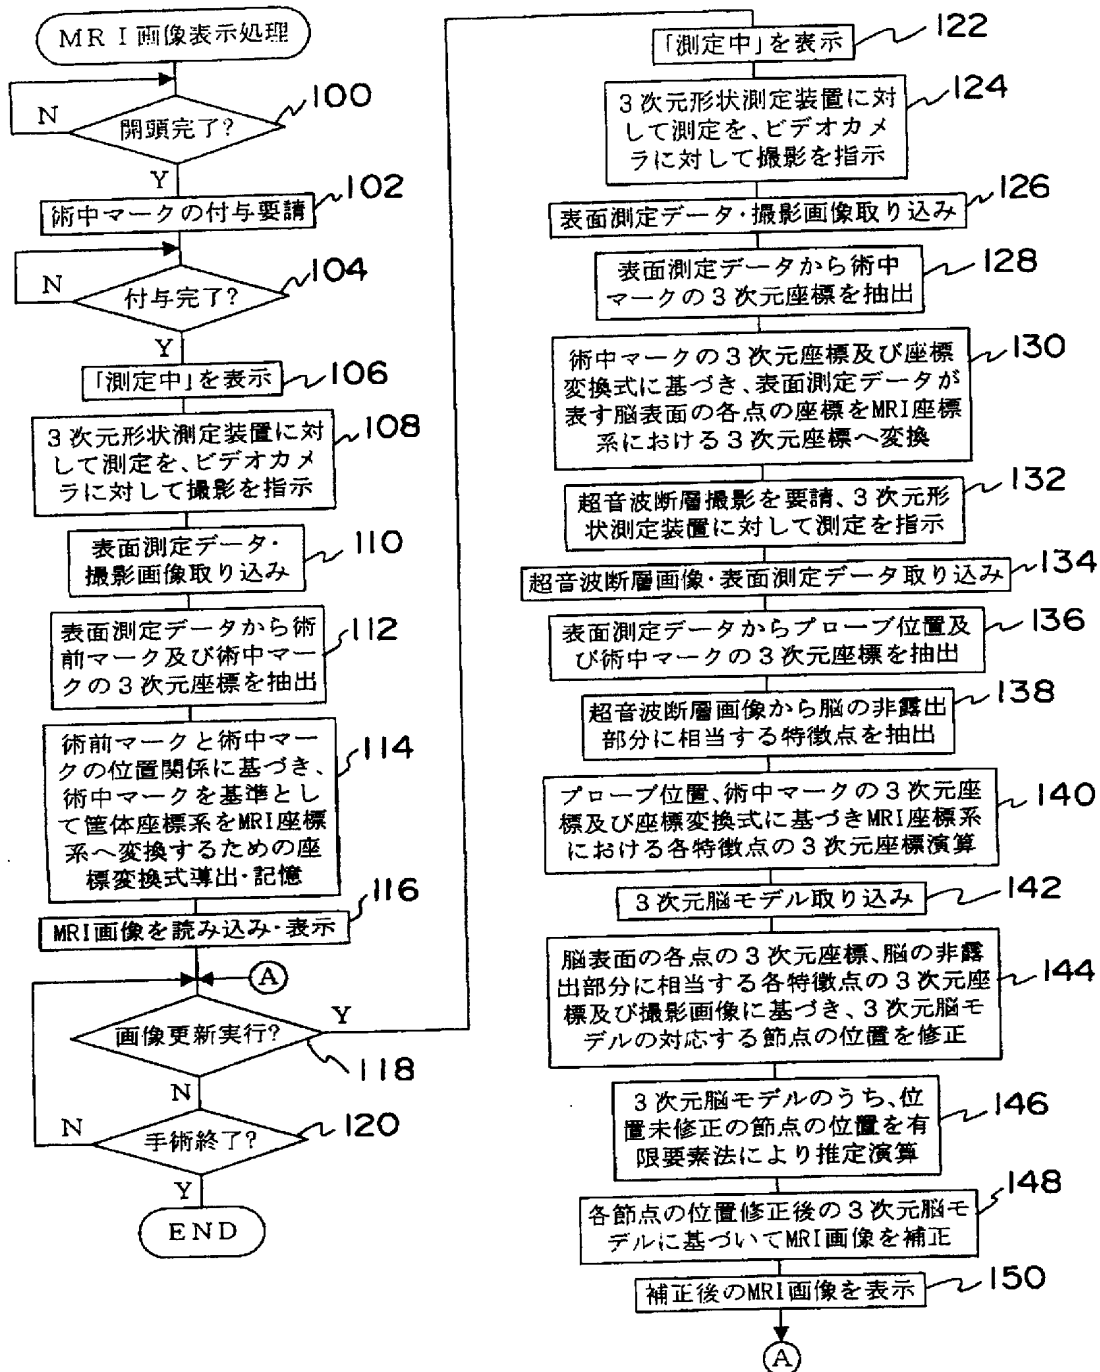 MRI画像表示処理
N
開頭完了?
100
Y
術中マークの付与要請
102
N
付与完了?
104
Y
「測定中」を表示
106
3次元形状測定装置に対
して測定を、ビデオカメ
ラに対して撮影を指示
108
表面測定データ・
撮影画像取り込み
110
表面測定データから術
前マーク及び術中マー
クの3次元座標を抽出
112
術前マークと術中マー
クの位置関係に基づき、
術中マークを基準とし
て筐体座標系をMRI座標
系へ変換するための座
標変換式導出・記憶
114
MRI画像を読み込み・表示
116
A
画像更新実行?
Y
118
N
N
手術終了?
120
Y
END
「測定中」を表示
122
3次元形状測定装置に対
して測定を、ビデオカメ
ラに対して撮影を指示
124
表面測定データ・撮影画像取り込み
126
表面測定データから術中
マークの3次元座標を抽出
128
術中マークの3次元座標及び座標
変換式に基づき、表面測定データが
表す脳表面の各点の座標をMRI座標
系における3次元座標へ変換
130
超音波断層撮影を要請、3次元形
状測定装置に対して測定を指示
132
超音波断層画像・表面測定データ取り込み
134
表面測定データからプローブ位置及
び術中マークの3次元座標を抽出
136
超音波断層画像から脳の非露出
部分に相当する特徴点を抽出
138
プローブ位置、術中マークの3次元座
標及び座標変換式に基づきMRI座標系
における各特徴点の3次元座標演算
140
3次元脳モデル取り込み
142
脳表面の各点の3次元座標、脳の非露
出部分に相当する各特徴点の3次元座
標及び撮影画像に基づき、3次元脳モ
デルの対応する節点の位置を修正
144
3次元脳モデルのうち、位
置未修正の節点の位置を有
限要素法により推定演算
146
各節点の位置修正後の3次元脳モ
デルに基づいてMRI画像を補正
148
補正後のMRI画像を表示
150
A